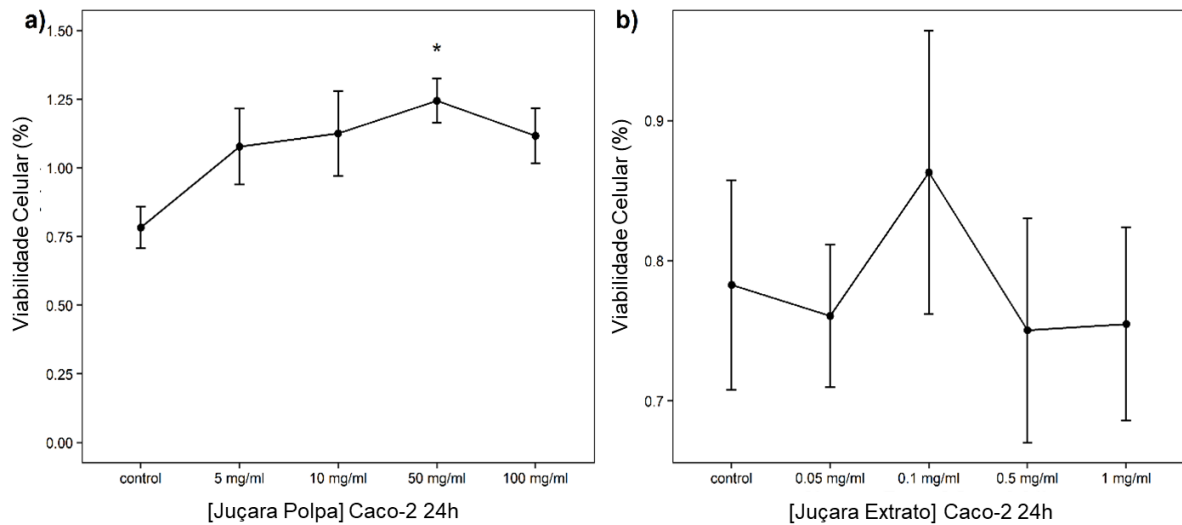 a)
Viabilidade Celular (%)
1.50
1.25
1.00
0.75
0.50
0.25
0.00
*
control 5 mg/ml 10 mg/ml 50 mg/ml 100 mg/ml
[Juçara Polpa] Caco-2 24h
b)
Viabilidade Celular (%)
0.9
0.8
0.7
control 0.05 mg/ml 0.1 mg/ml 0.5 mg/ml 1 mg/ml
[Juçara Extrato] Caco-2 24h